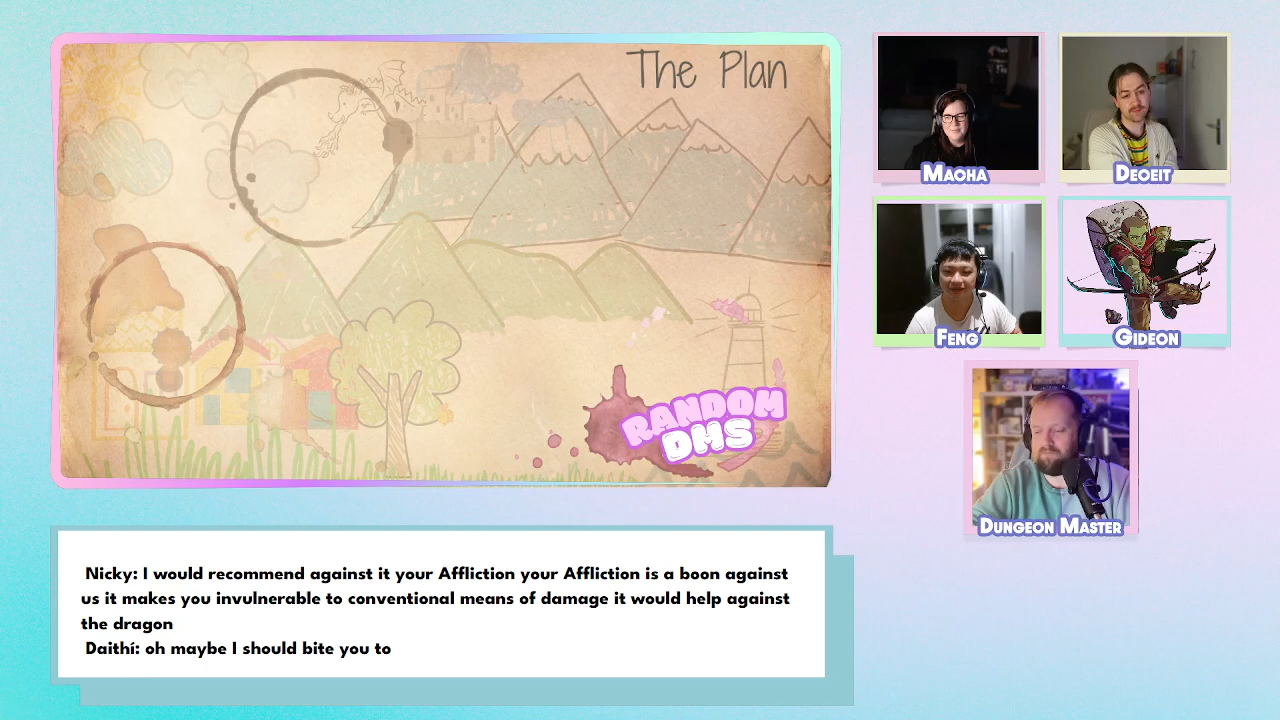 The Plan
RANDOM
DMS
MACHA
DECEIT
FENG
GIDEON
DUNGEON MASTER
Nicky: I would recommend against it your Affliction your Affliction is a boon against
us it makes you invulnerable to conventional means of damage it would help against
the dragon
Daithí: oh maybe I should bite you to